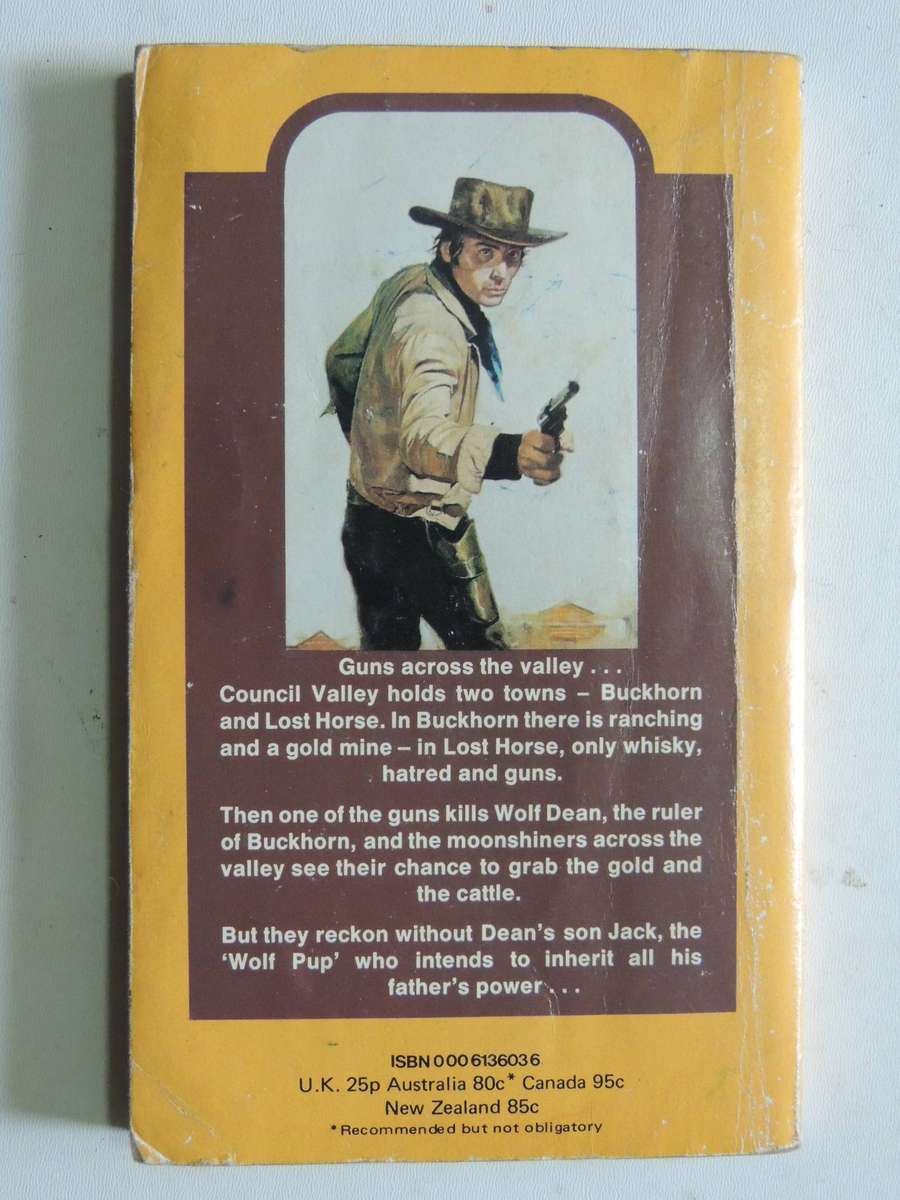 Guns across the valley . . .
Council Valley holds two towns – Buckhorn
and Lost Horse. In Buckhorn there is ranching
and a gold mine – in Lost Horse, only whisky,
hatred and guns.
Then one of the guns kills Wolf Dean, the ruler
of Buckhorn, and the moonshiners across the
valley see their chance to grab the gold and
the cattle.
But they reckon without Dean's son Jack, the
‘Wolf Pup’ who intends to inherit all his
father's power . . .
ISBN 0 00 613603 6
U.K. 25p Australia 80c* Canada 95c
New Zealand 85c
*Recommended but not obligatory